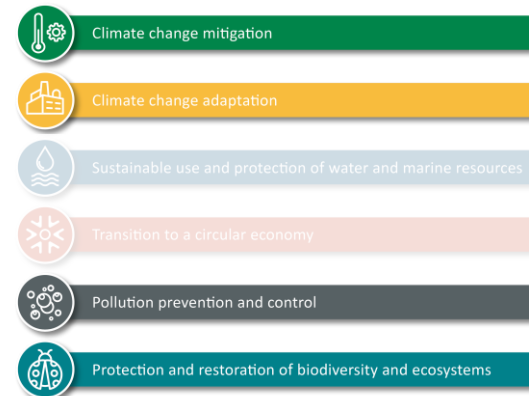 Climate change mitigation
Climate change adaptation
Sustainable use and protection of water and marine resources
Transition to a circular economy
Pollution prevention and control
Protection and restoration of biodiversity and ecosystems